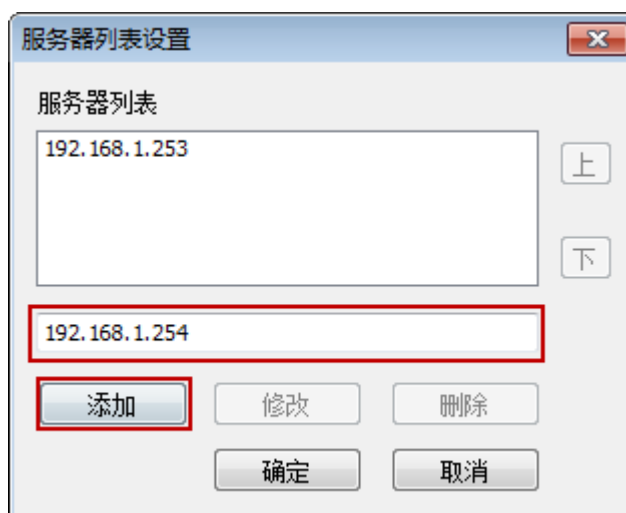 服务器列表设置
服务器列表
192.168.1.253
上
下
192.168.1.254
添加 修改 删除
确定 取消